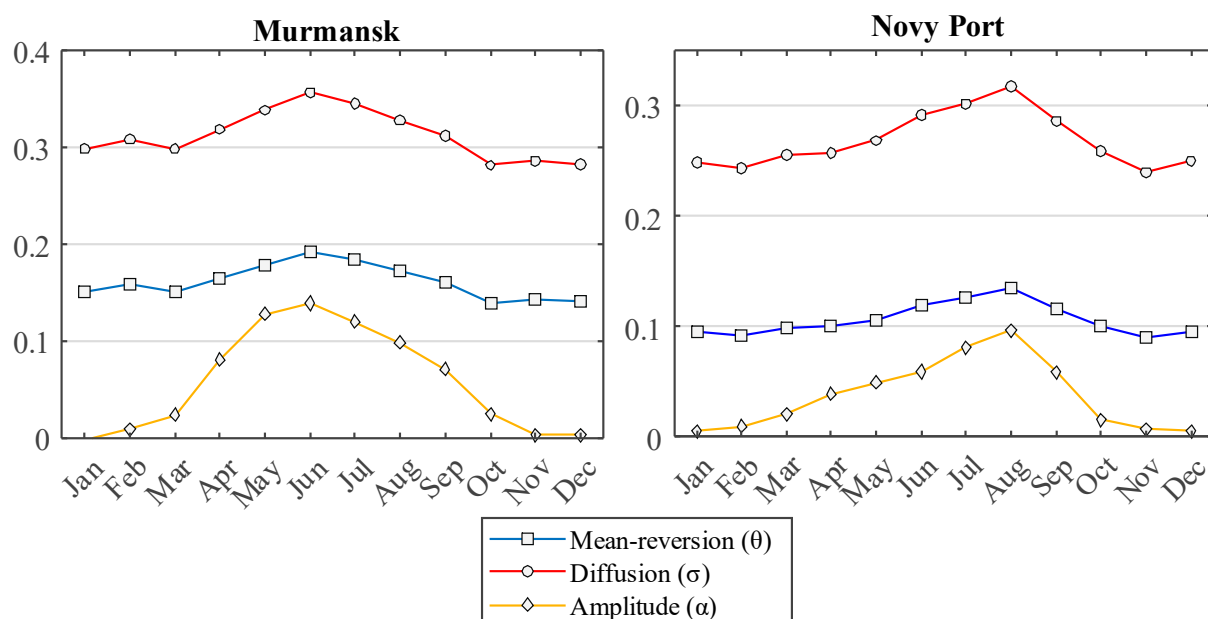 Murmansk
0.4
0.3
0.2
0.1
0
Jan Feb Mar Apr May Jun Jul Aug Sep Oct Nov Dec
Novy Port
0.3
0.2
0.1
0
Jan Feb Mar Apr May Jun Jul Aug Sep Oct Nov Dec
Mean-reversion (θ)
Diffusion (σ)
Amplitude (α)